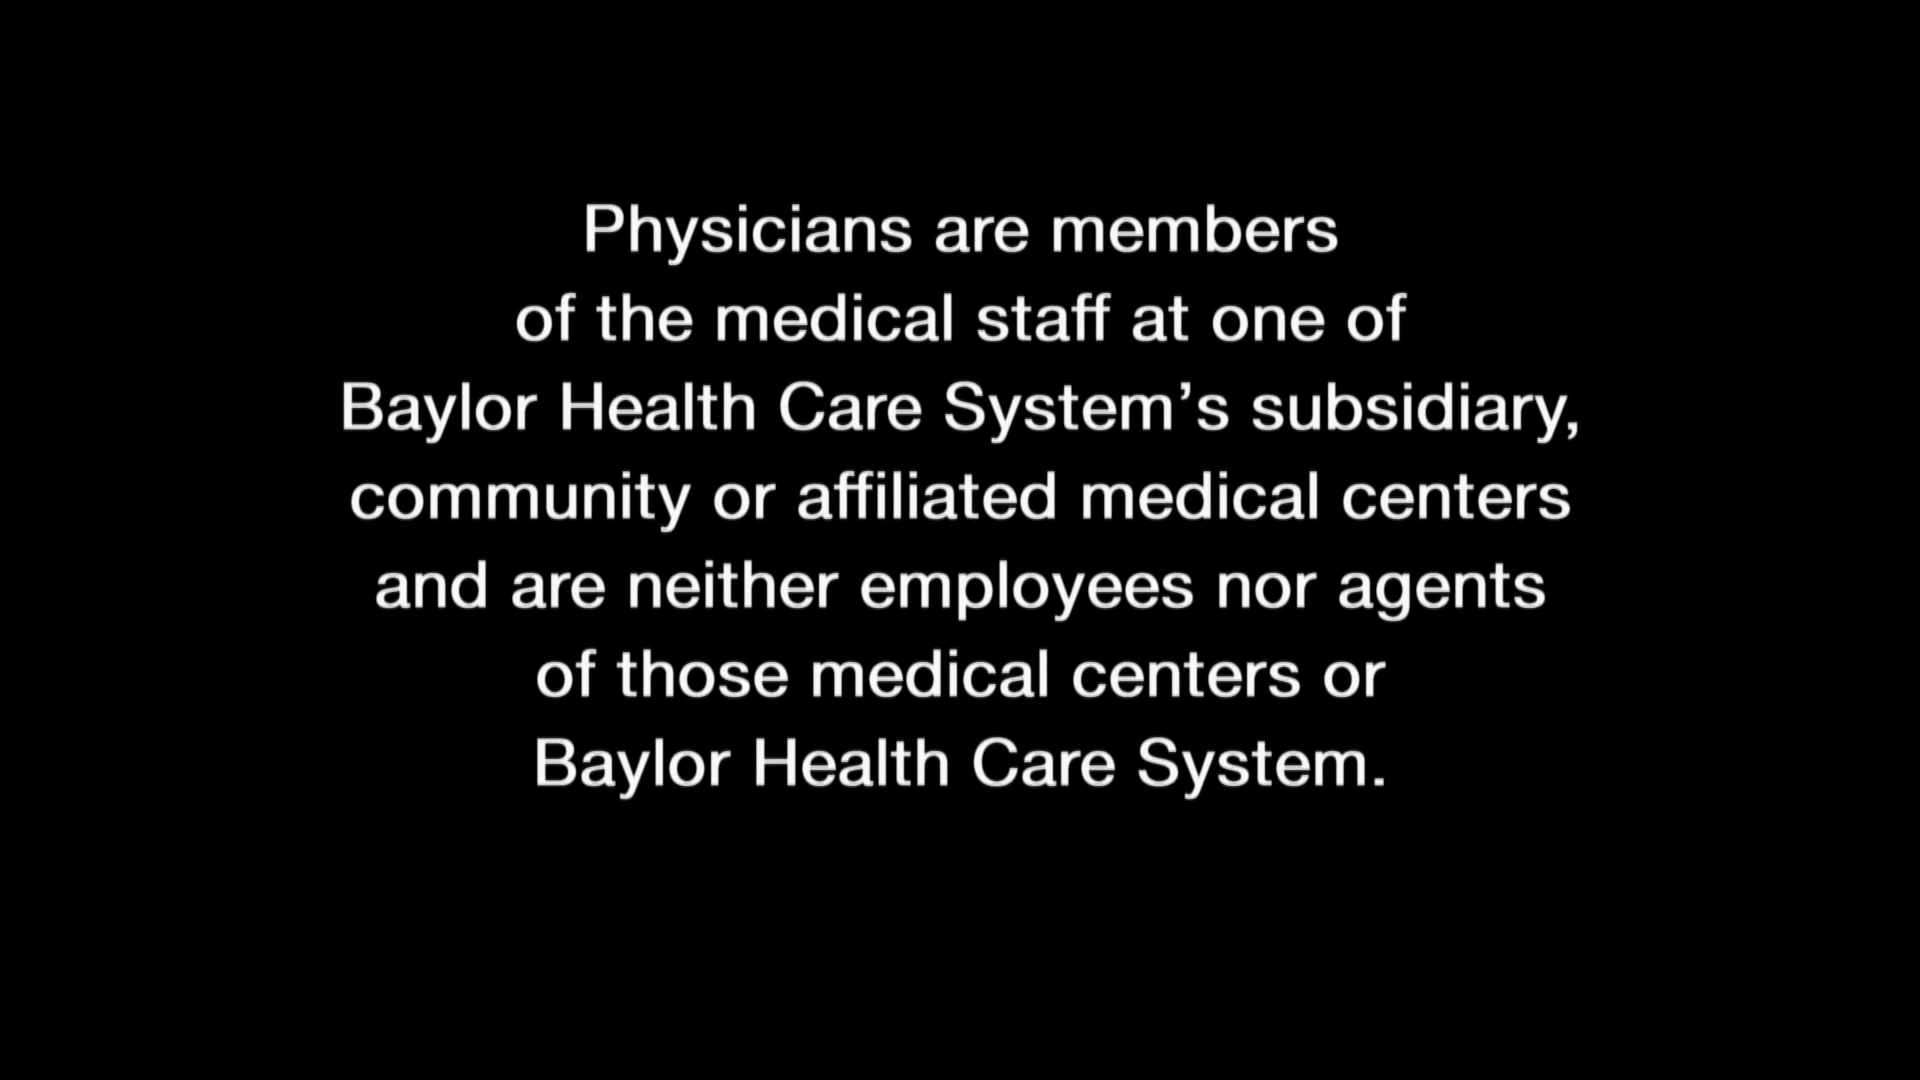 Physicians are members
of the medical staff at one of
Baylor Health Care System’s subsidiary,
community or affiliated medical centers
and are neither employees nor agents
of those medical centers or
Baylor Health Care System.